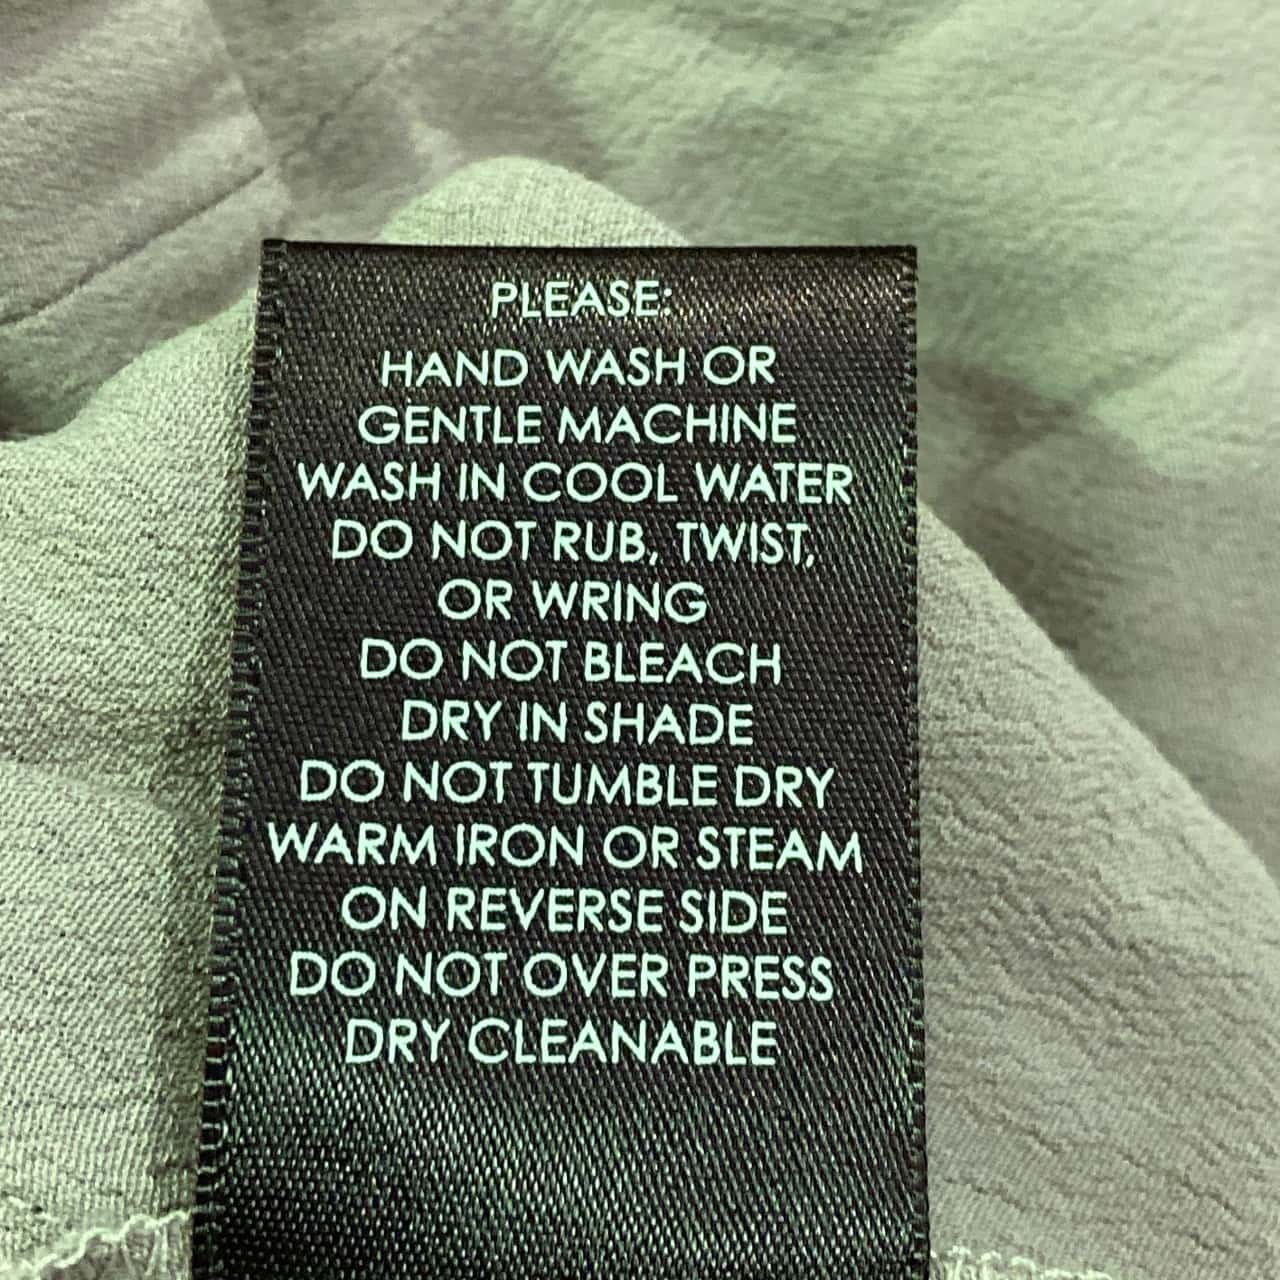 PLEASE:
HAND WASH OR
GENTLE MACHINE
WASH IN COOL WATER
DO NOT RUB, TWIST,
OR WRING
DO NOT BLEACH
DRY IN SHADE
DO NOT TUMBLE DRY
WARM IRON OR STEAM
ON REVERSE SIDE
DO NOT OVER PRESS
DRY CLEANABLE